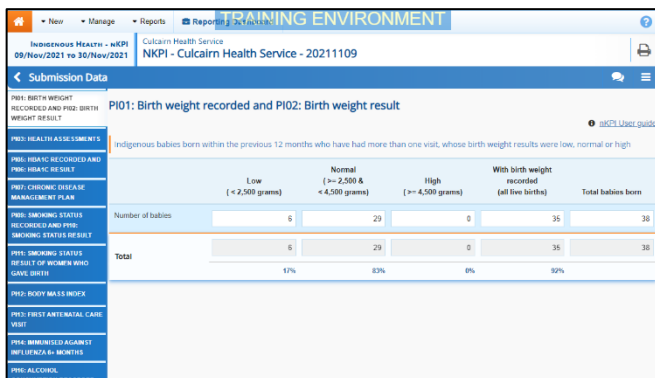 New Manage Reports Reporting
TRAINING ENVIRONMENT
INDIGENOUS HEALTH - NKPI
09/NOV/2021 TO 30/NOV/2021
Culcairn Health Service
NKPI - Culcairn Health Service - 20211109
Submission Data
PI01: BIRTH WEIGHT RECORDED AND PI02: BIRTH WEIGHT RESULT
PI03: HEALTH ASSESSMENTS
PI05: HBA1C RECORDED AND PI06: HBA1C RESULT
PI07: CHRONIC DISEASE MANAGEMENT PLAN
PI09: SMOKING STATUS RECORDED AND PI10: SMOKING STATUS RESULT
PI11: SMOKING STATUS RESULT OF WOMEN WHO GAVE BIRTH
PI12: BODY MASS INDEX
PI13: FIRST ANTENATAL CARE VISIT
PI14: IMMUNISED AGAINST INFLUENZA 6+ MONTHS
PI16: ALCOHOL
PI01: Birth weight recorded and PI02: Birth weight result
nKPI User guide
Indigenous babies born within the previous 12 months who have had more than one visit, whose birth weight results were low, normal or high
Low ( < 2,500 grams)
Normal ( >= 2,500 & < 4,500 grams)
High ( >= 4,500 grams)
With birth weight recorded (all live births)
Total babies born
Number of babies 6 29 0 35 38
Total 6 29 0 35 38
17% 83% 0% 92%